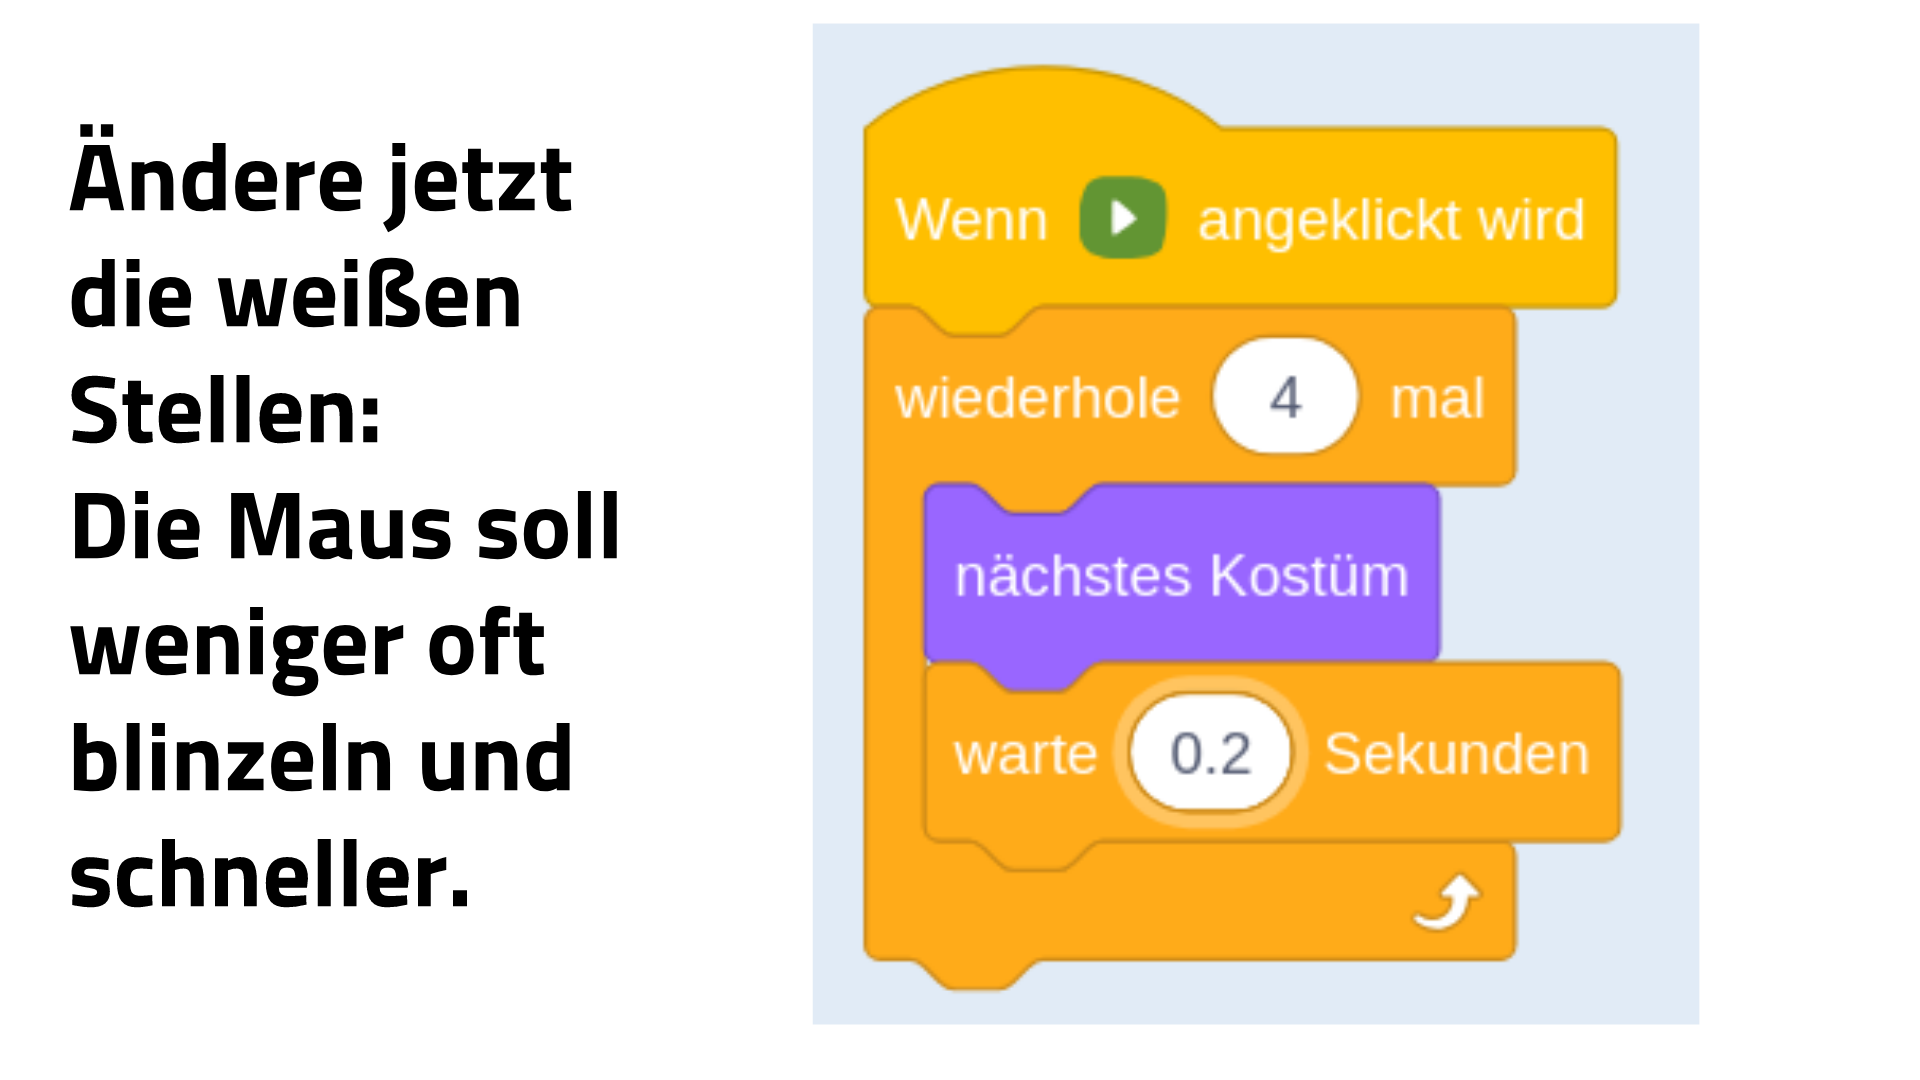 Ändere jetzt
die weißen
Stellen:
Die Maus soll
weniger oft
blinzeln und
schneller.
Wenn angeklickt wird
wiederhole 4 mal
nächstes Kostüm
warte 0.2 Sekunden